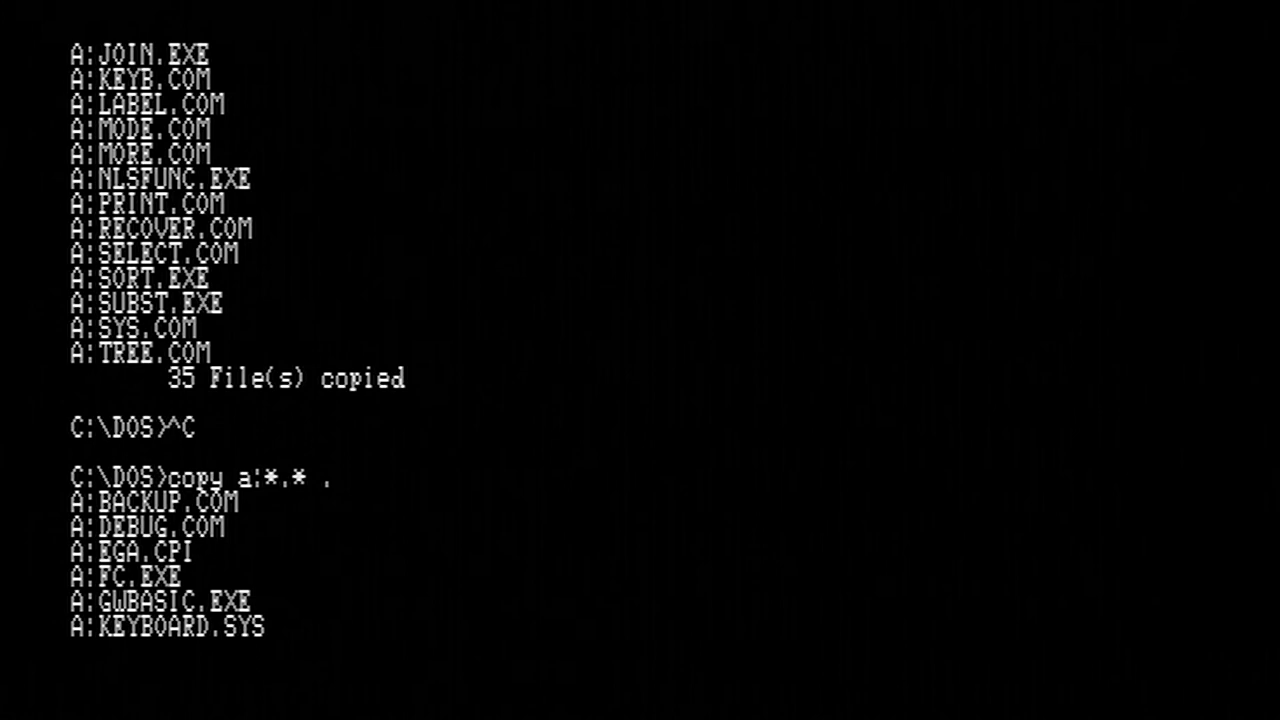 A:JOIN.EXE
A:KEYB.COM
A:LABEL.COM
A:MODE.COM
A:MORE.COM
A:NLSFUNC.EXE
A:PRINT.COM
A:RECOVER.COM
A:SELECT.COM
A:SORT.EXE
A:SUBST.EXE
A:SYS.COM
A:TREE.COM
35 File(s) copied
C:\DOS>^C
C:\DOS>copy a:*.* .
A:BACKUP.COM
A:DEBUG.COM
A:EGA.CPI
A:FC.EXE
A:GWBASIC.EXE
A:KEYBOARD.SYS